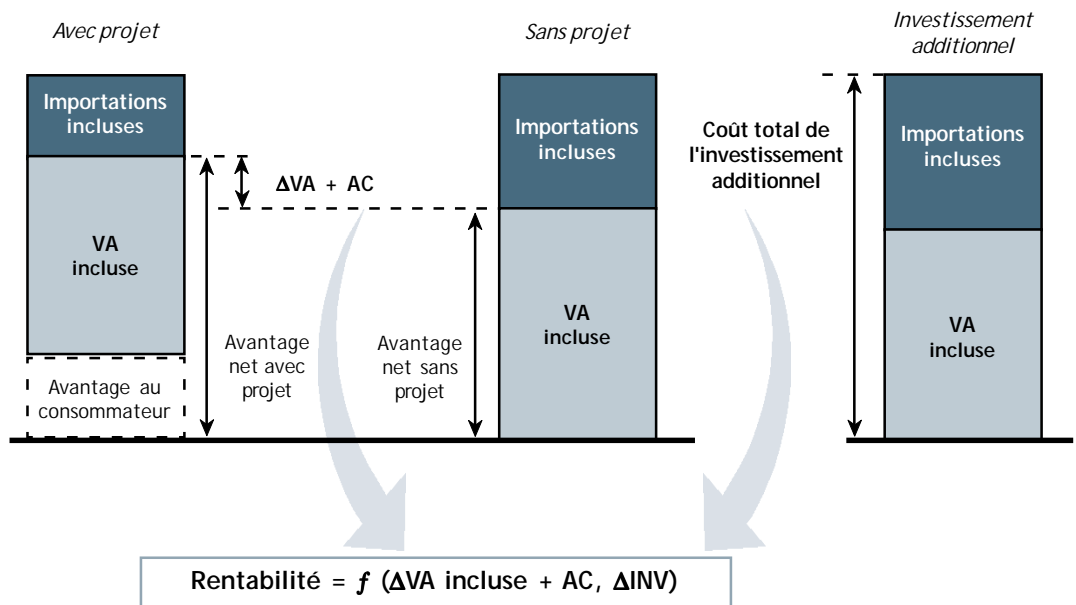 Avec projet
Sans projet
Investissement
additionnel
Importations
incluses
VA
incluse
Avantage au
consommateur
ΔVA + AC
Avantage
net avec
projet
Avantage
net sans
projet
Importations
incluses
VA
incluse
Coût total de
l'investissement
additionnel
Importations
incluses
VA
incluse
Rentabilité = f (ΔVA incluse + AC, ΔINV)